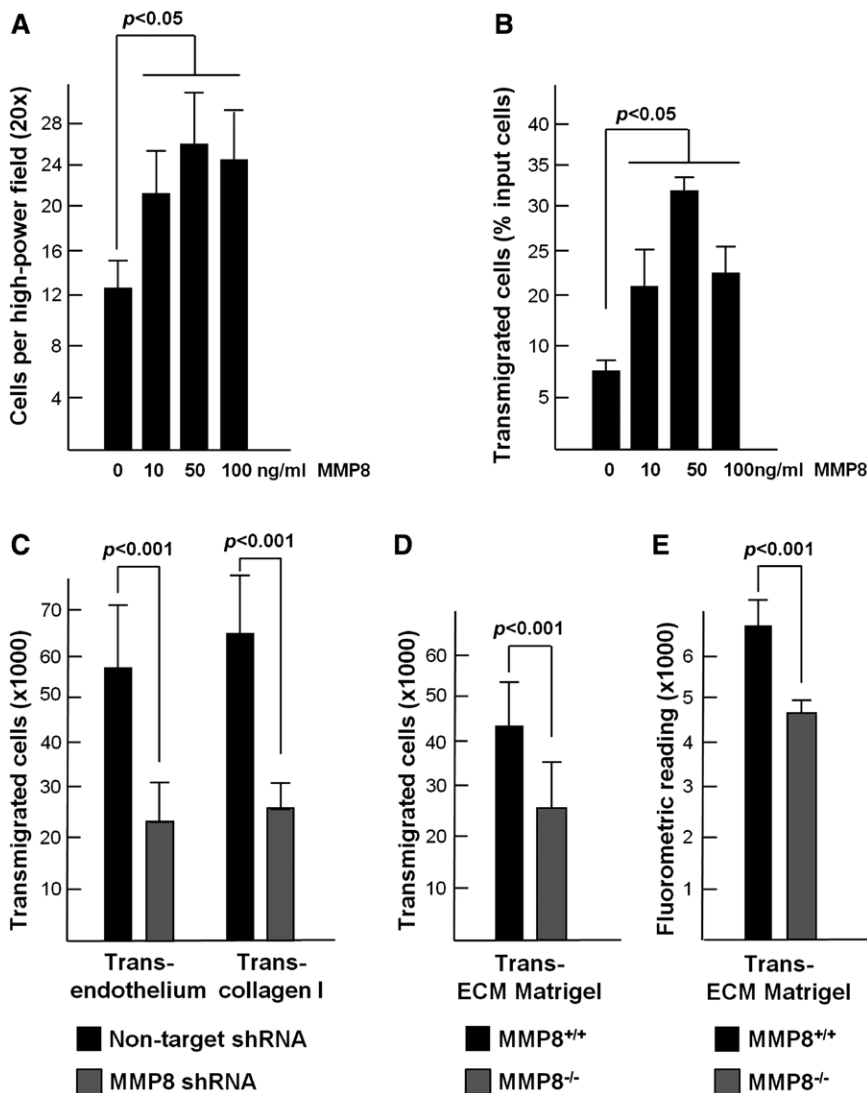 A
p<0.05
Cells per high-power field (20x)
28
24
20
16
12
8
4
0 10 50 100 ng/ml MMP8
B
p<0.05
Transmigrated cells (% input cells)
40
35
30
25
20
10
5
0 10 50 100ng/ml MMP8
C
p<0.001 p<0.001
Transmigrated cells (x1000)
70
60
50
40
30
20
10
Trans- Trans-
endothelium collagen I
Non-target shRNA
MMP8 shRNA
D
p<0.001
Transmigrated cells (x1000)
60
50
40
30
20
10
Trans-
ECM Matrigel
MMP8+/+
MMP8-/-
E
p<0.001
Fluorometric reading (x1000)
6
5
4
3
2
1
Trans-
ECM Matrigel
MMP8+/+
MMP8-/-